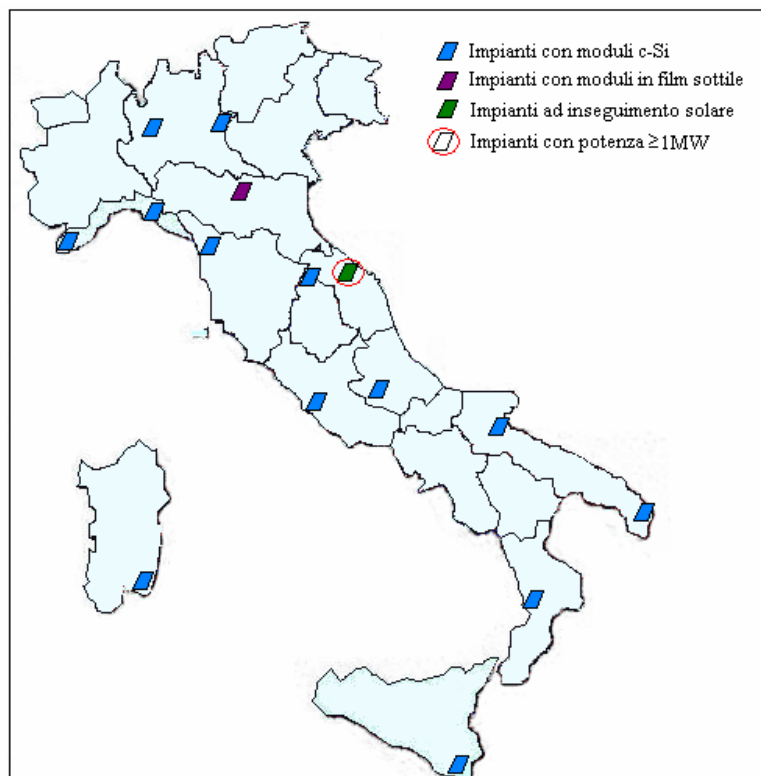 Impianti con moduli c-Si
Impianti con moduli in film sottile
Impianti ad inseguimento solare
Impianti con potenza ≥1MW